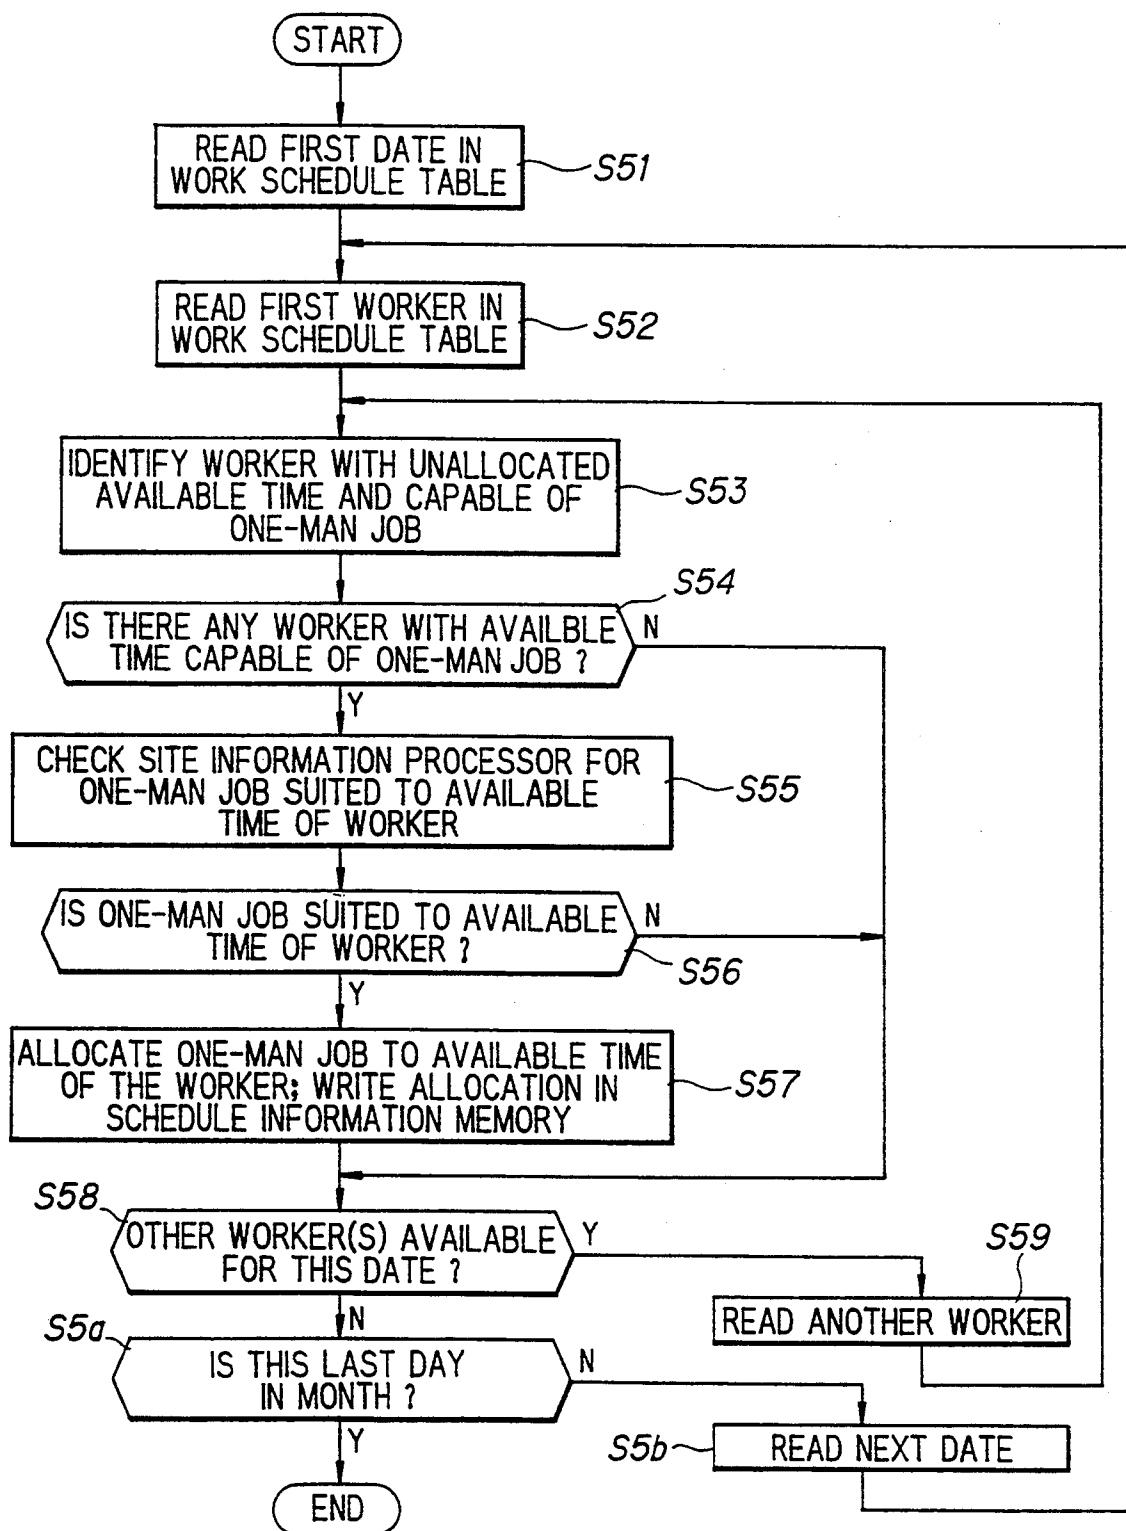 START
READ FIRST DATE IN
WORK SCHEDULE TABLE
S51
READ FIRST WORKER IN
WORK SCHEDULE TABLE
S52
IDENTIFY WORKER WITH UNALLOCATED
AVAILABLE TIME AND CAPABLE OF
ONE-MAN JOB
S53
S54
IS THERE ANY WORKER WITH AVAILBLE
TIME CAPABLE OF ONE-MAN JOB ?
N
Y
CHECK SITE INFORMATION PROCESSOR FOR
ONE-MAN JOB SUITED TO AVAILABLE
TIME OF WORKER
S55
IS ONE-MAN JOB SUITED TO AVAILABLE
TIME OF WORKER ?
N
S56
Y
ALLOCATE ONE-MAN JOB TO AVAILABLE TIME
OF THE WORKER; WRITE ALLOCATION IN
SCHEDULE INFORMATION MEMORY
S57
S58
OTHER WORKER(S) AVAILABLE
FOR THIS DATE ?
Y
S59
READ ANOTHER WORKER
N
S5a
IS THIS LAST DAY
IN MONTH ?
N
S5b
READ NEXT DATE
Y
END